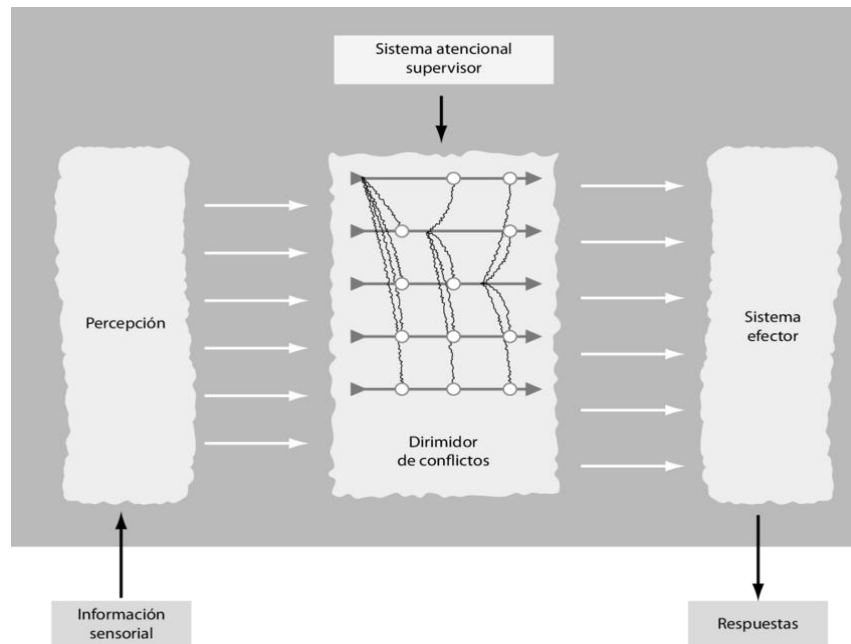 Sistema atencional
supervisor
Percepción
Dirimidor
de conflictos
Sistema
efector
Información
sensorial
Respuestas